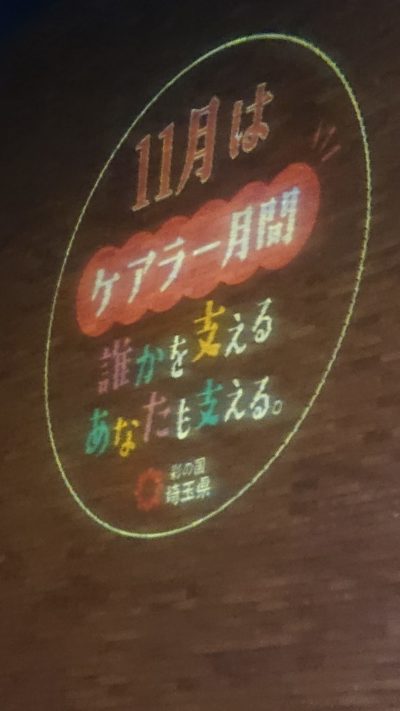 11月は
ケアラー月間
誰かを支える
あなたも支える。
彩の国
埼玉県